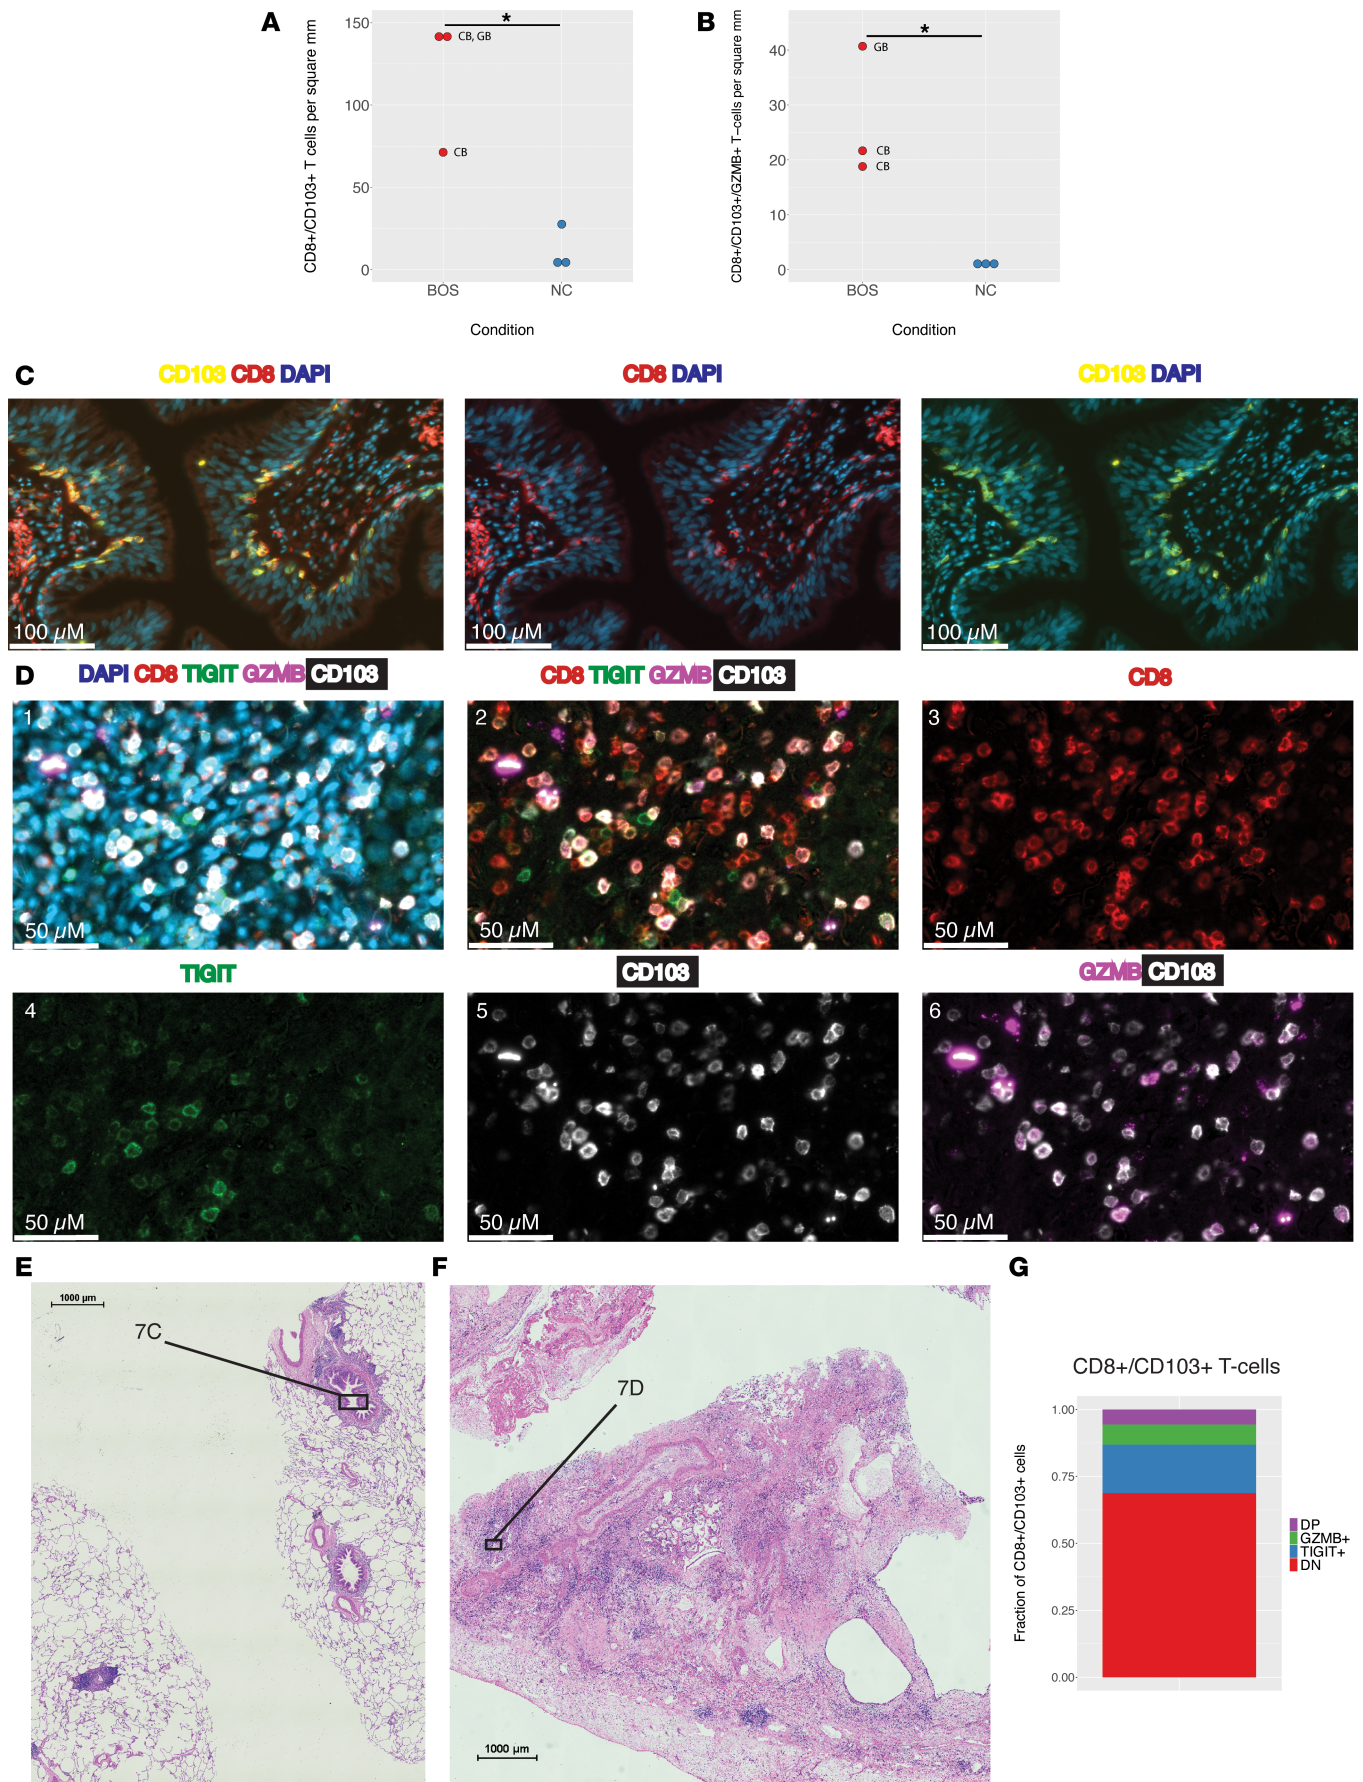 A
CD8+/CD103+ T cells per square mm
150
100
50
0
*
CB, GB
CB
BOS NC
Condition
B
CD8+/CD103+/GZMB+ T-cells per square mm
40
30
20
10
0
*
GB
CB
CB
BOS NC
Condition
C
CD103 CD8 DAPI
CD8 DAPI
CD103 DAPI
100 µM
100 µM
100 µM
D
DAPI CD8 TIGIT GZMB CD103
CD8 TIGIT GZMB CD103
CD8
1
50 µM
2
50 µM
3
50 µM
TIGIT
CD103
GZMB CD103
4
50 µM
5
50 µM
6
50 µM
E
1000 µm
7C
F
7D
1000 µm
G
CD8+/CD103+ T-cells
Fraction of CD8+/CD103+ cells
1.00
0.75
0.50
0.25
0.00
DP
GZMB+
TIGIT+
DN